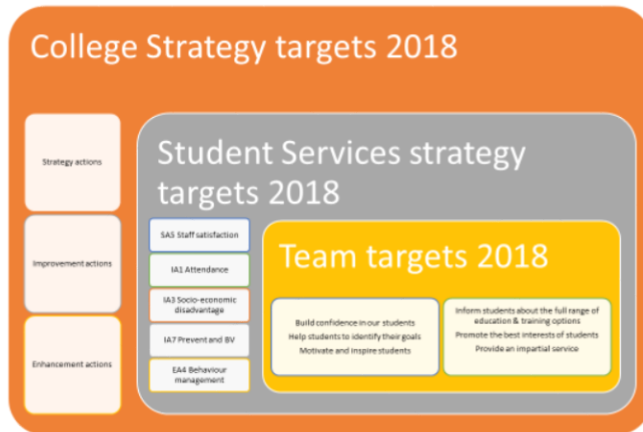 College Strategy targets 2018
Strategy actions
Improvement actions
Enhancement actions
Student Services strategy
targets 2018
SA5 Staff satisfaction
IA1 Attendance
IA3 Socio-economic
disadvantage
IA7 Prevent and BV
EA4 Behaviour
management
Team targets 2018
Build confidence in our students
Help students to identify their goals
Motivate and inspire students
Inform students about the full range of
education & training options
Promote the best interests of students
Provide an impartial service